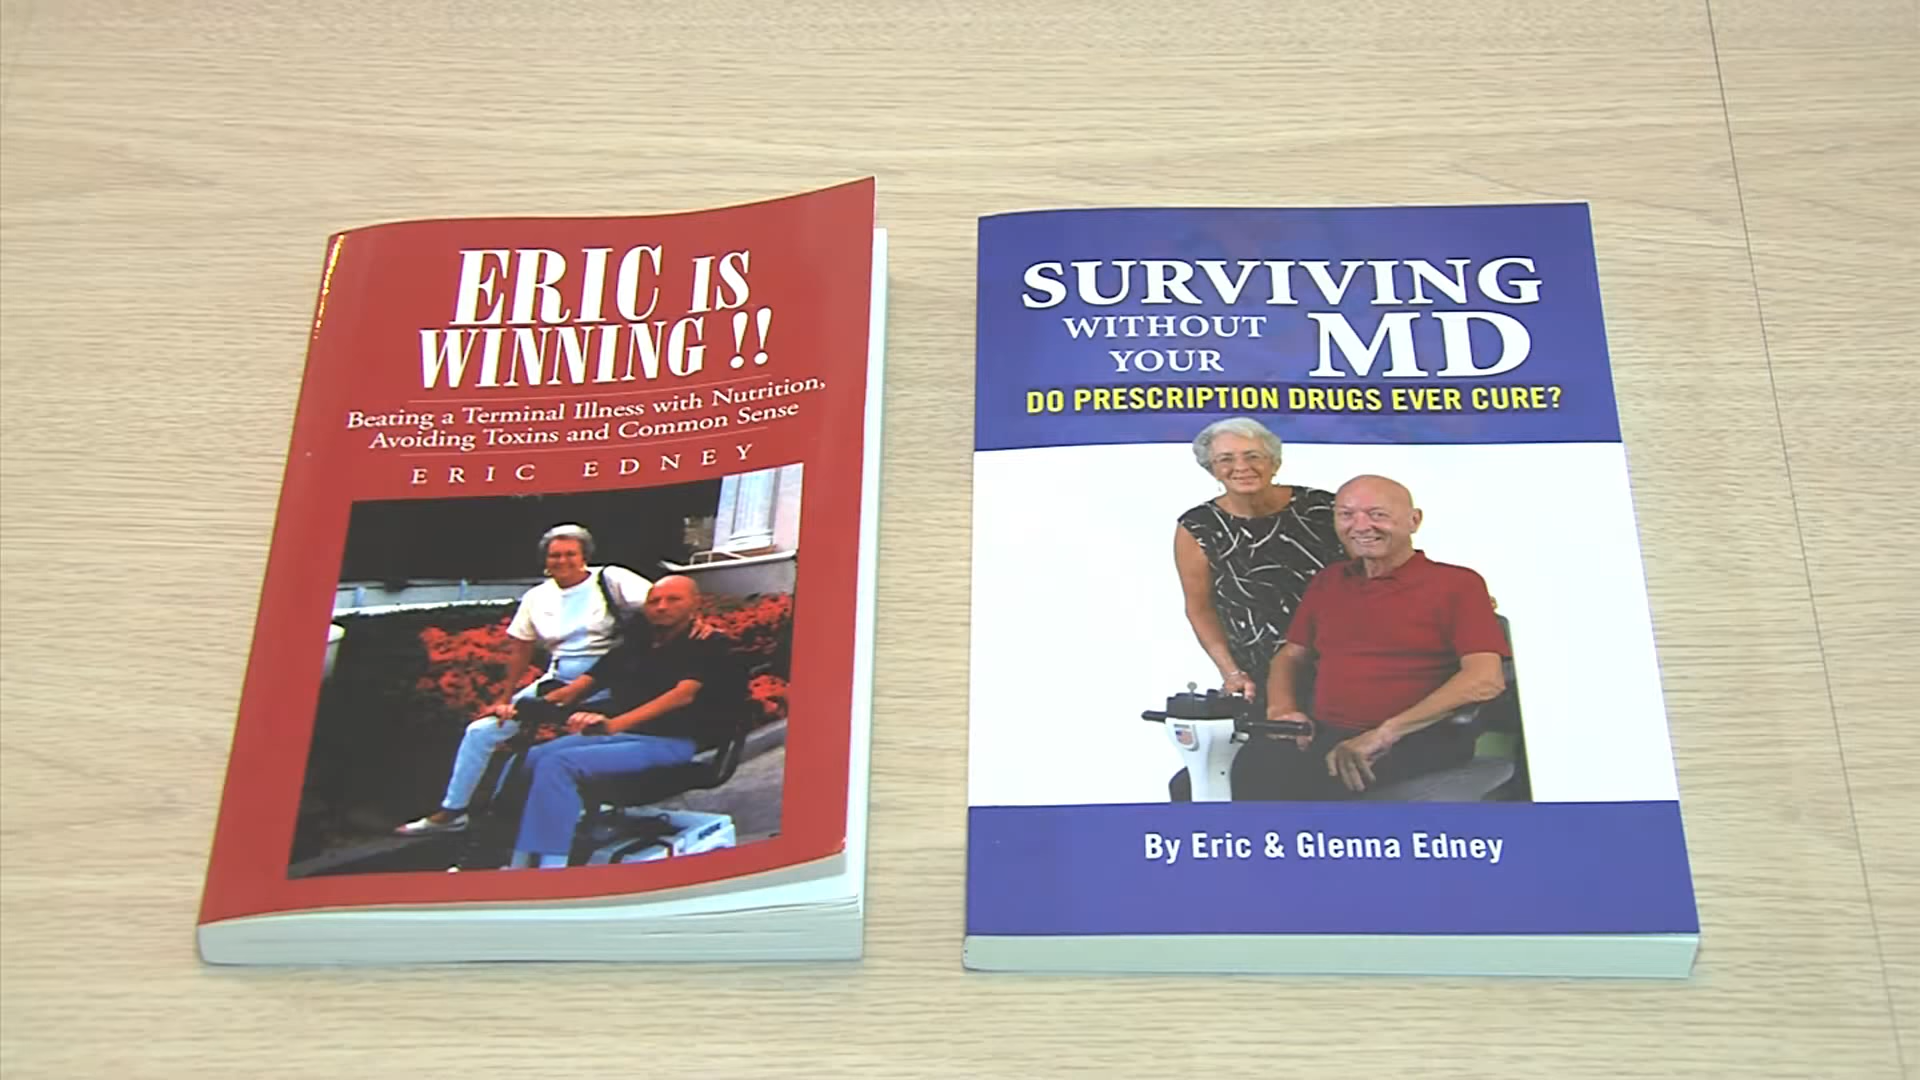 ERIC IS
WINNING !!
Beating a Terminal Illness with Nutrition,
Avoiding Toxins and Common Sense
ERIC EDNEY
SURVIVING
WITHOUT
YOUR
MD
DO PRESCRIPTION DRUGS EVER CURE?
By Eric & Glenna Edney